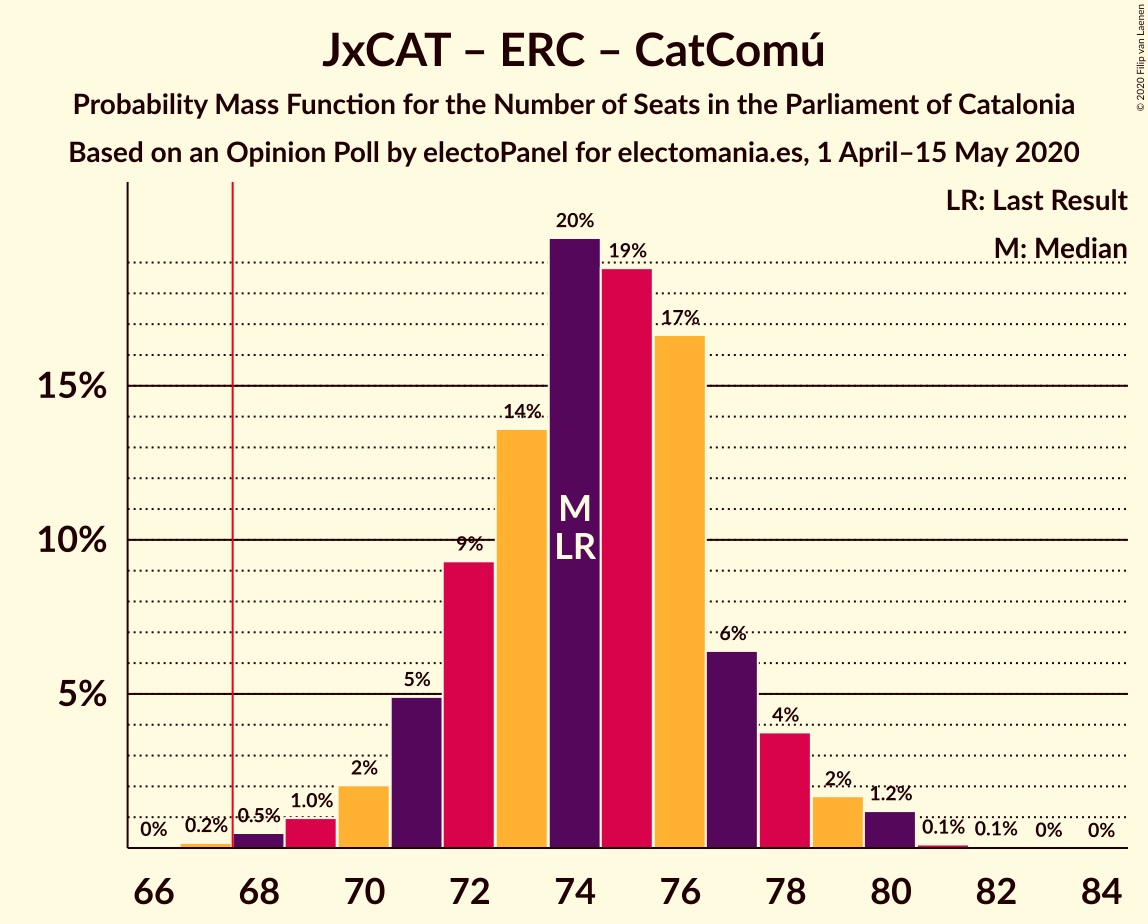 JxCAT – ERC – CatComú
Probability Mass Function for the Number of Seats in the Parliament of Catalonia
Based on an Opinion Poll by electoPanel for electomania.es, 1 April–15 May 2020
© 2020 Filip van Laenen
LR: Last Result
M: Median
15%
10%
5%
0%
0.2%
0.5%
1.0%
2%
5%
9%
14%
20%
19%
17%
6%
4%
2%
1.2%
0.1%
0.1%
0%
0%
M
LR
66 68 70 72 74 76 78 80 82 84